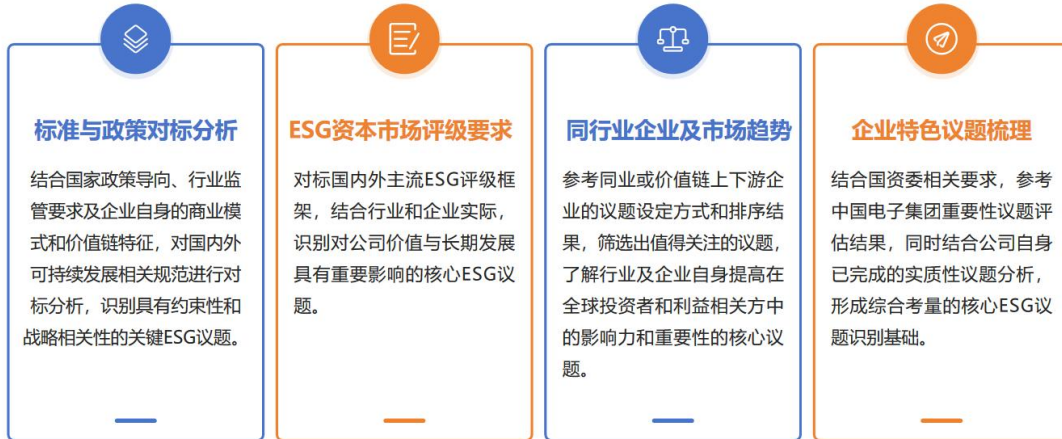 标准与政策对标分析
结合国家政策导向、行业监
管要求及企业自身的商业模
式和价值链特征，对国内外
可持续发展相关规范进行对
标分析，识别具有约束性和
战略相关性的关键ESG议题。
ESG资本市场评级要求
对标国内外主流ESG评级框
架，结合行业和企业实际，
识别对公司价值与长期发展
具有重要影响的核心ESG议
题。
同行业企业及市场趋势
参考同业或价值链上下游企
业的议题设定方式和排序结
果，筛选出值得关注的议题，
了解行业及企业自身提高在
全球投资者和利益相关方中
的影响力和重要性的核心议
题。
企业特色议题梳理
结合国资委相关要求，参考
中国电子集团重要性议题评
估结果，同时结合公司自身
已完成的实质性议题分析，
形成综合考量的核心ESG议
题识别基础。